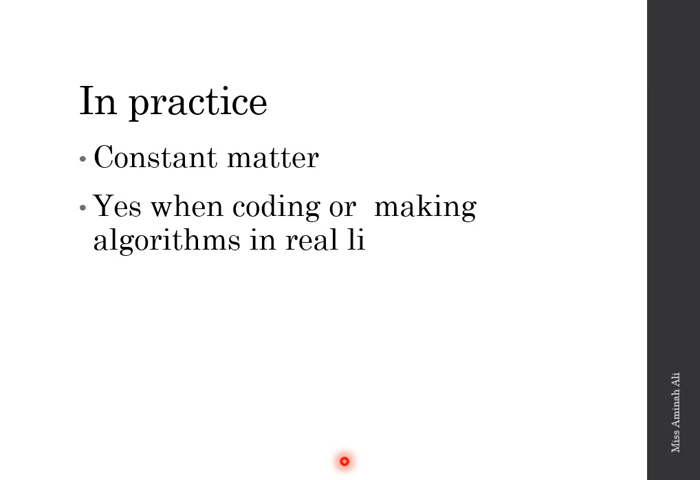 In practice
• Constant matter
• Yes when coding or  making
algorithms in real li
Miss Aminah Ali